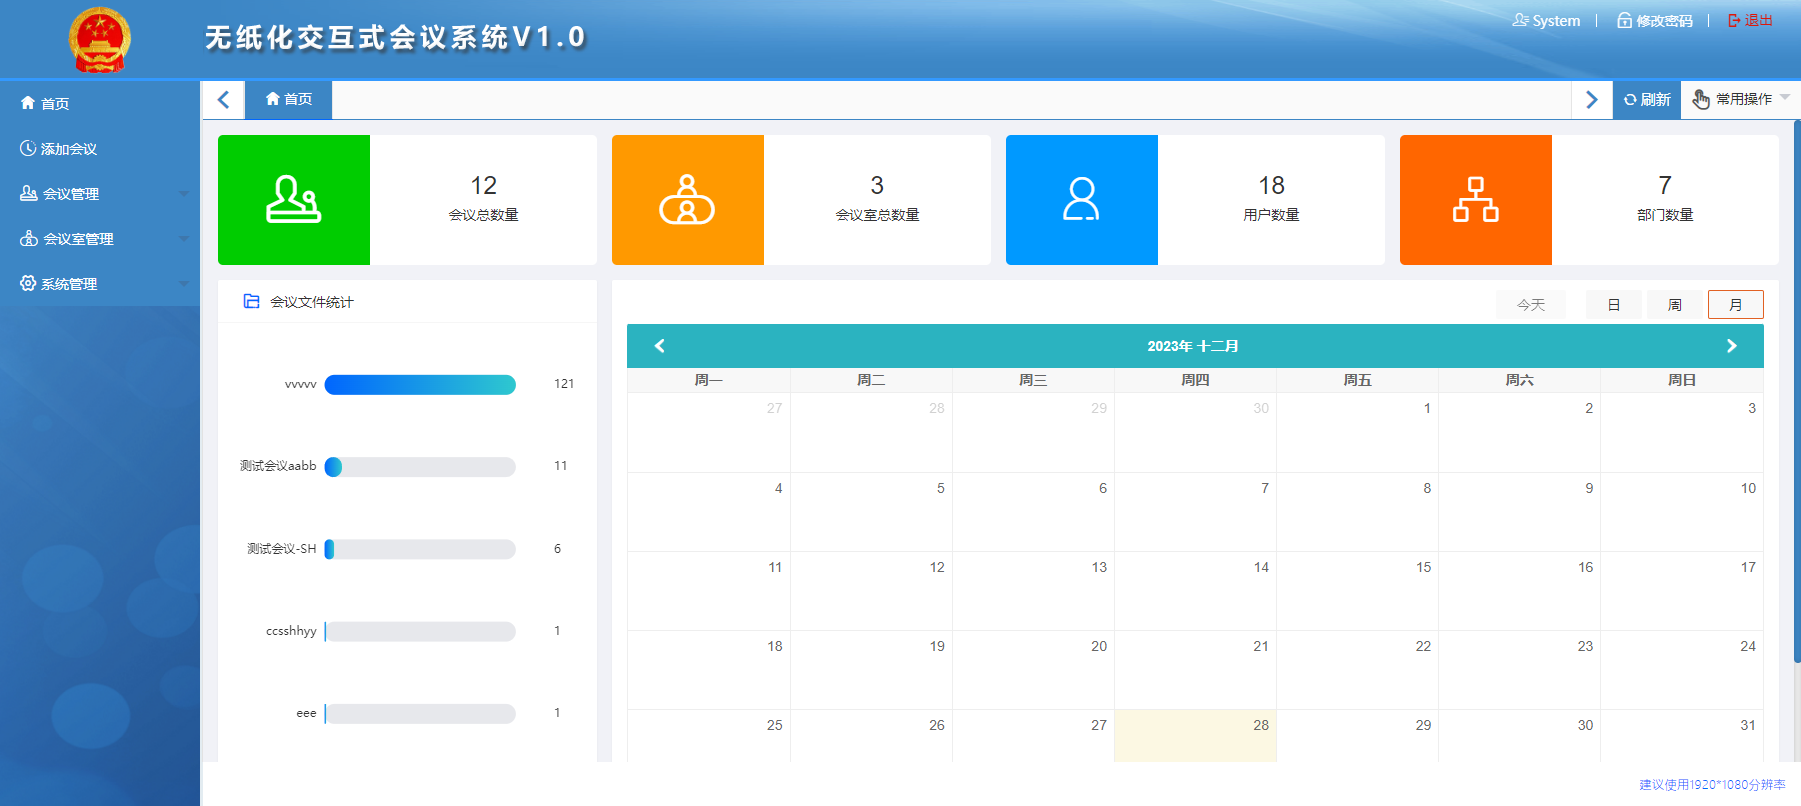 无纸化交互式会议系统V1.0
System
修改密码
退出
首页
添加会议
会议管理
会议室管理
系统管理
首页
刷新
常用操作
12
会议总数量
3
会议室总数量
18
用户数量
7
部门数量
会议文件统计
vvvvv 121
测试会议aabb 11
测试会议-SH 6
ccsshhyy 1
eee 1
今天 日 周 月
2023年 十二月
周一 周二 周三 周四 周五 周六 周日
27 28 29 30 1 2 3
4 5 6 7 8 9 10
11 12 13 14 15 16 17
18 19 20 21 22 23 24
25 26 27 28 29 30 31
建议使用1920*1080分辨率